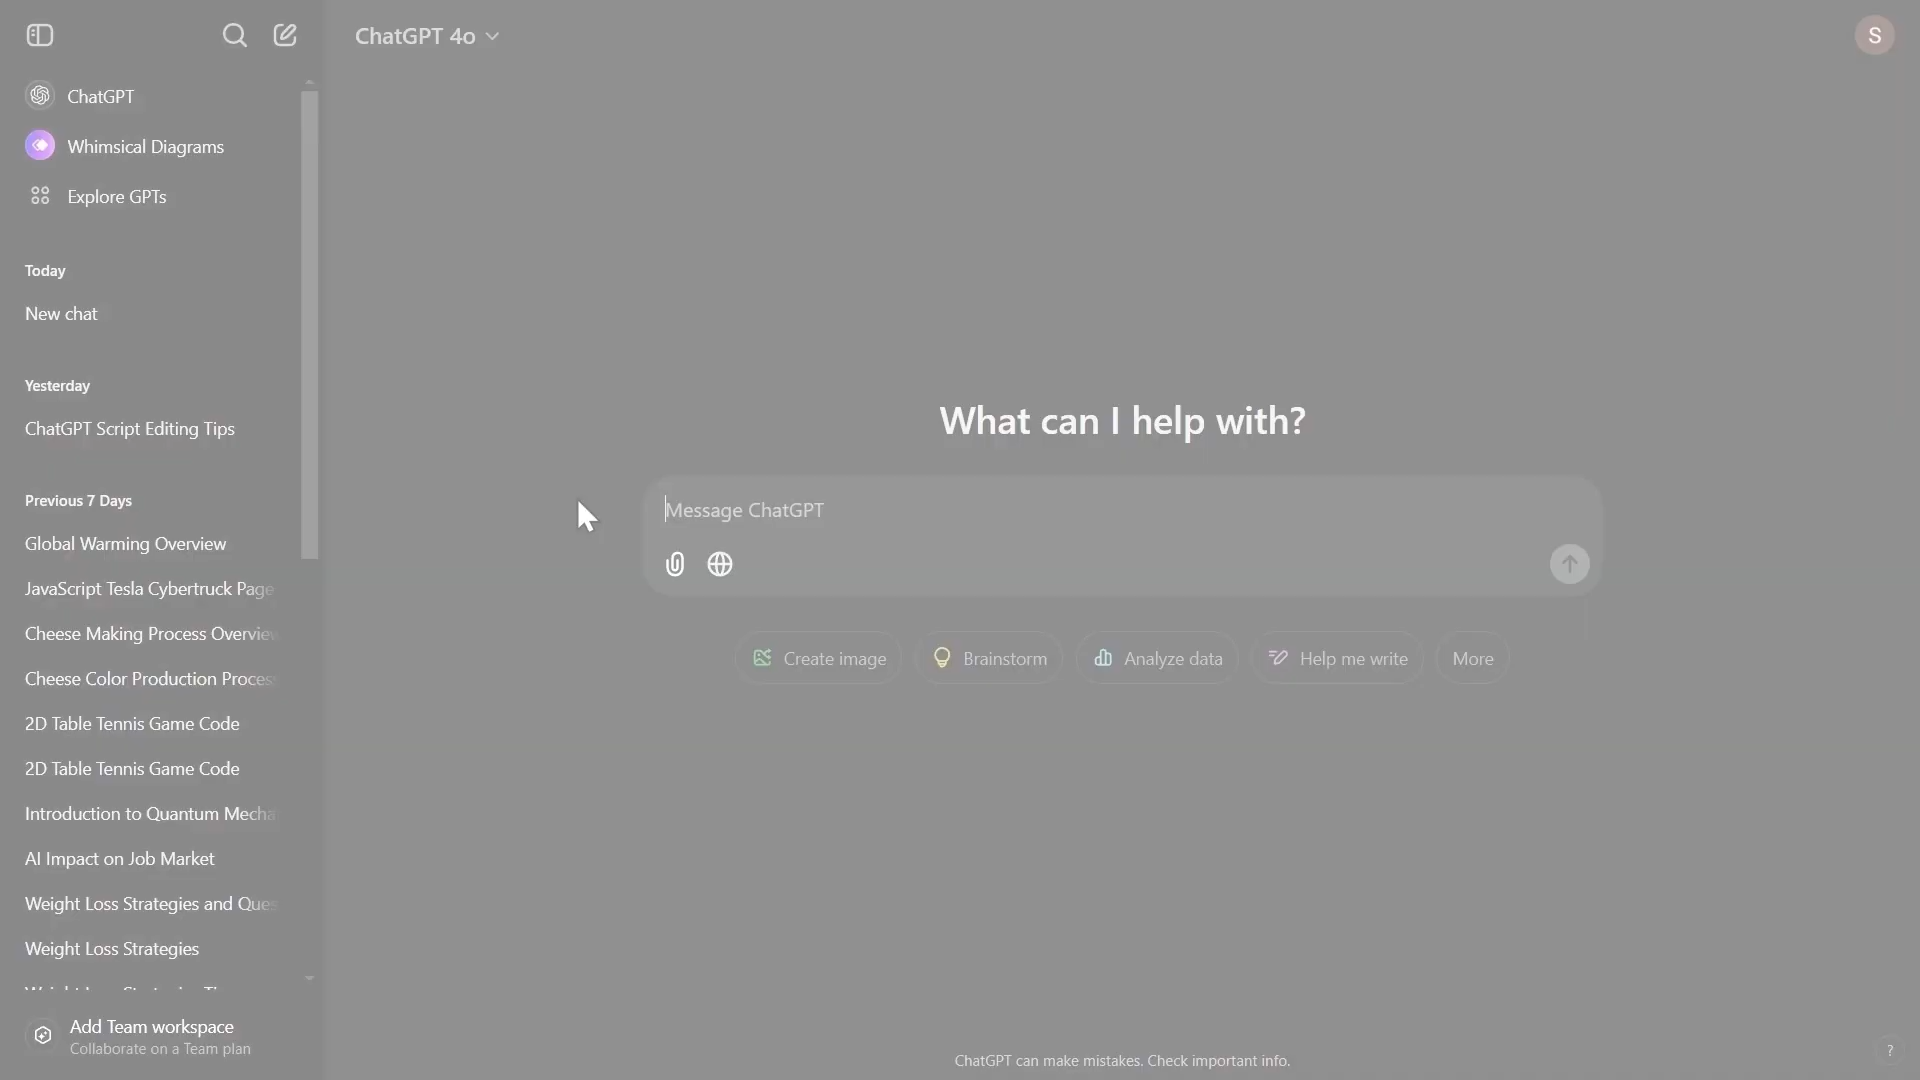 ChatGPT 4o
S
ChatGPT
Whimsical Diagrams
Explore GPTs
Today
New chat
Yesterday
ChatGPT Script Editing Tips
Previous 7 Days
Global Warming Overview
JavaScript Tesla Cybertruck Page
Cheese Making Process Overview
Cheese Color Production Process
2D Table Tennis Game Code
2D Table Tennis Game Code
Introduction to Quantum Mecha
AI Impact on Job Market
Weight Loss Strategies and Ques
Weight Loss Strategies
Add Team workspace
Collaborate on a Team plan
What can I help with?
Message ChatGPT
Create image
Brainstorm
Analyze data
Help me write
More
ChatGPT can make mistakes. Check important info.
?